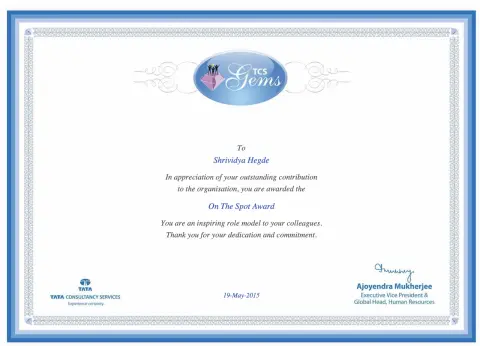 TCS
Gems
To
Shrividya Hegde
In appreciation of your outstanding contribution
to the organisation, you are awarded the
On The Spot Award
You are an inspiring role model to your colleagues.
Thank you for your dedication and commitment.
TATA
TATA CONSULTANCY SERVICES
Experience certainty.
19-May-2015
Ajoyendra Mukherjee
Executive Vice President &
Global Head, Human Resources